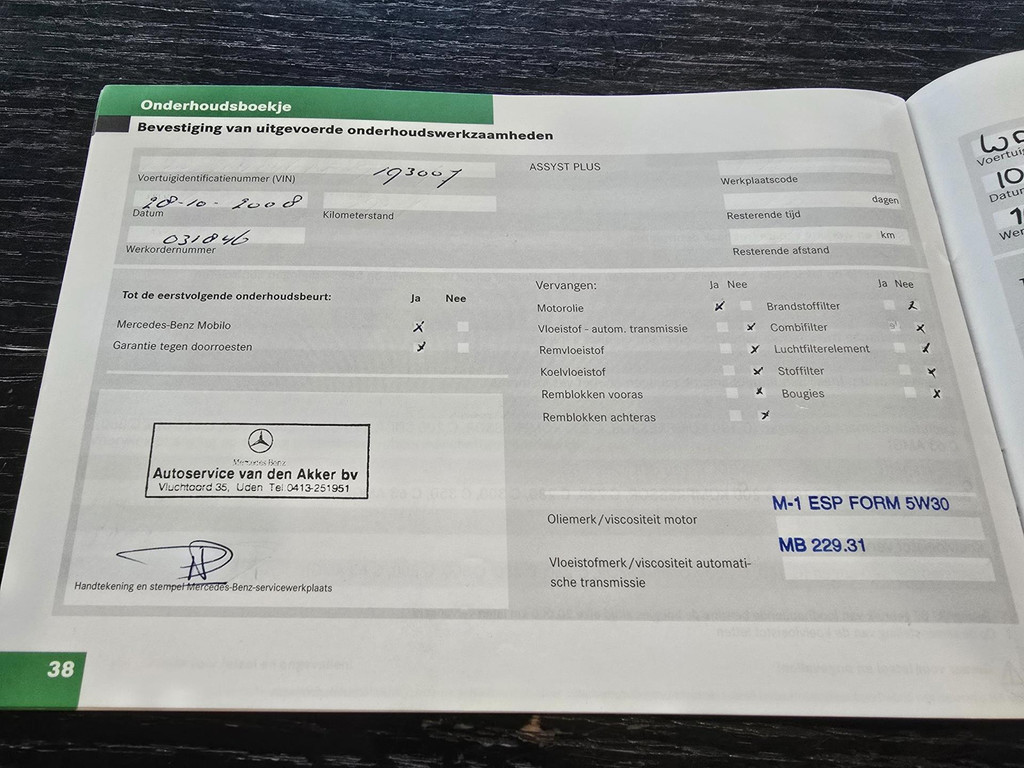 Onderhoudsboekje
Bevestiging van uitgevoerde onderhoudswerkzaamheden
193007
Voertuigidentificatienummer (VIN)
ASSYST PLUS
Werkplaatscode
28-10-2008
Datum
Kilometerstand
dagen
Resterende tijd
031846
Werkordernummer
km
Resterende afstand
Tot de eerstvolgende onderhoudsbeurt: Ja Nee
Mercedes-Benz Mobilo x
Garantie tegen doorroesten x
Vervangen: Ja Nee Ja Nee
Motorolie x Brandstoffilter x
Vloeistof - autom. transmissie x Combifilter x
Remvloeistof x Luchtfilterelement x
Koelvloeistof x Stoffilter x
Remblokken vooras x Bougies x
Remblokken achteras x
Mercedes Benz
Autoservice van den Akker bv
Vluchtoord 35, Uden Tel 0413-251951
Handtekening en stempel Mercedes-Benz-servicewerkplaats
M-1 ESP FORM 5W30
Oliemerk/viscositeit motor
MB 229.31
Vloeistofmerk/viscositeit automati-
sche transmissie
38
Voertui
10
Datu
Wer